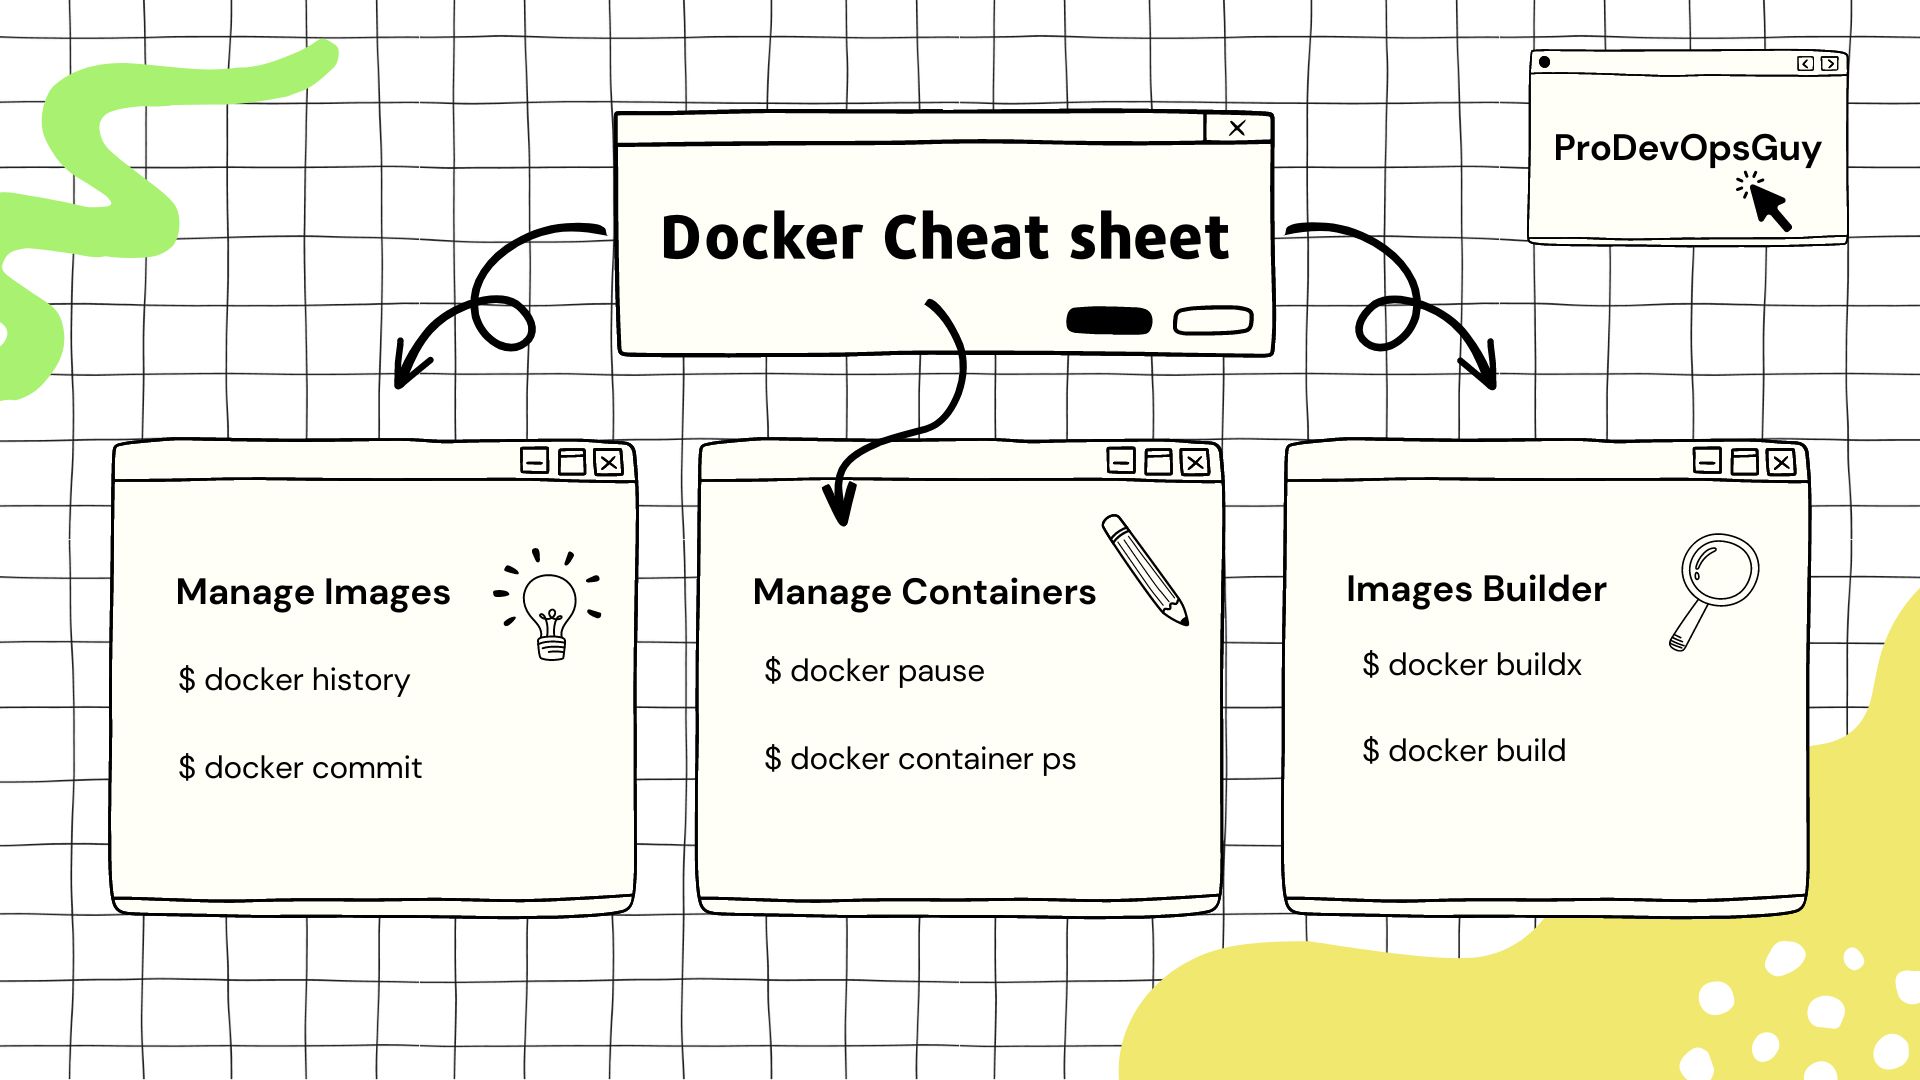 ProDevOpsGuy
Docker Cheat sheet
Manage Images
$ docker history
$ docker commit
Manage Containers
$ docker pause
$ docker container ps
Images Builder
$ docker buildx
$ docker build